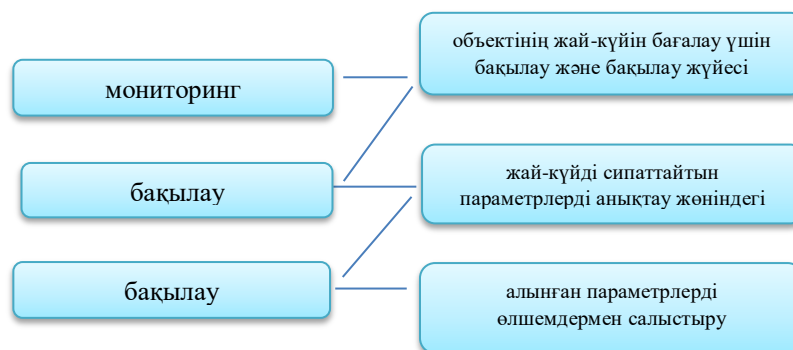 мониторинг
бақылау
бақылау
объектінің жай-күйін бағалау үшін
бақылау және бақылау жүйесі
жай-күйді сипаттайтын
параметрлерді анықтау жөніндегі
алынған параметрлерді
өлшемдермен салыстыру